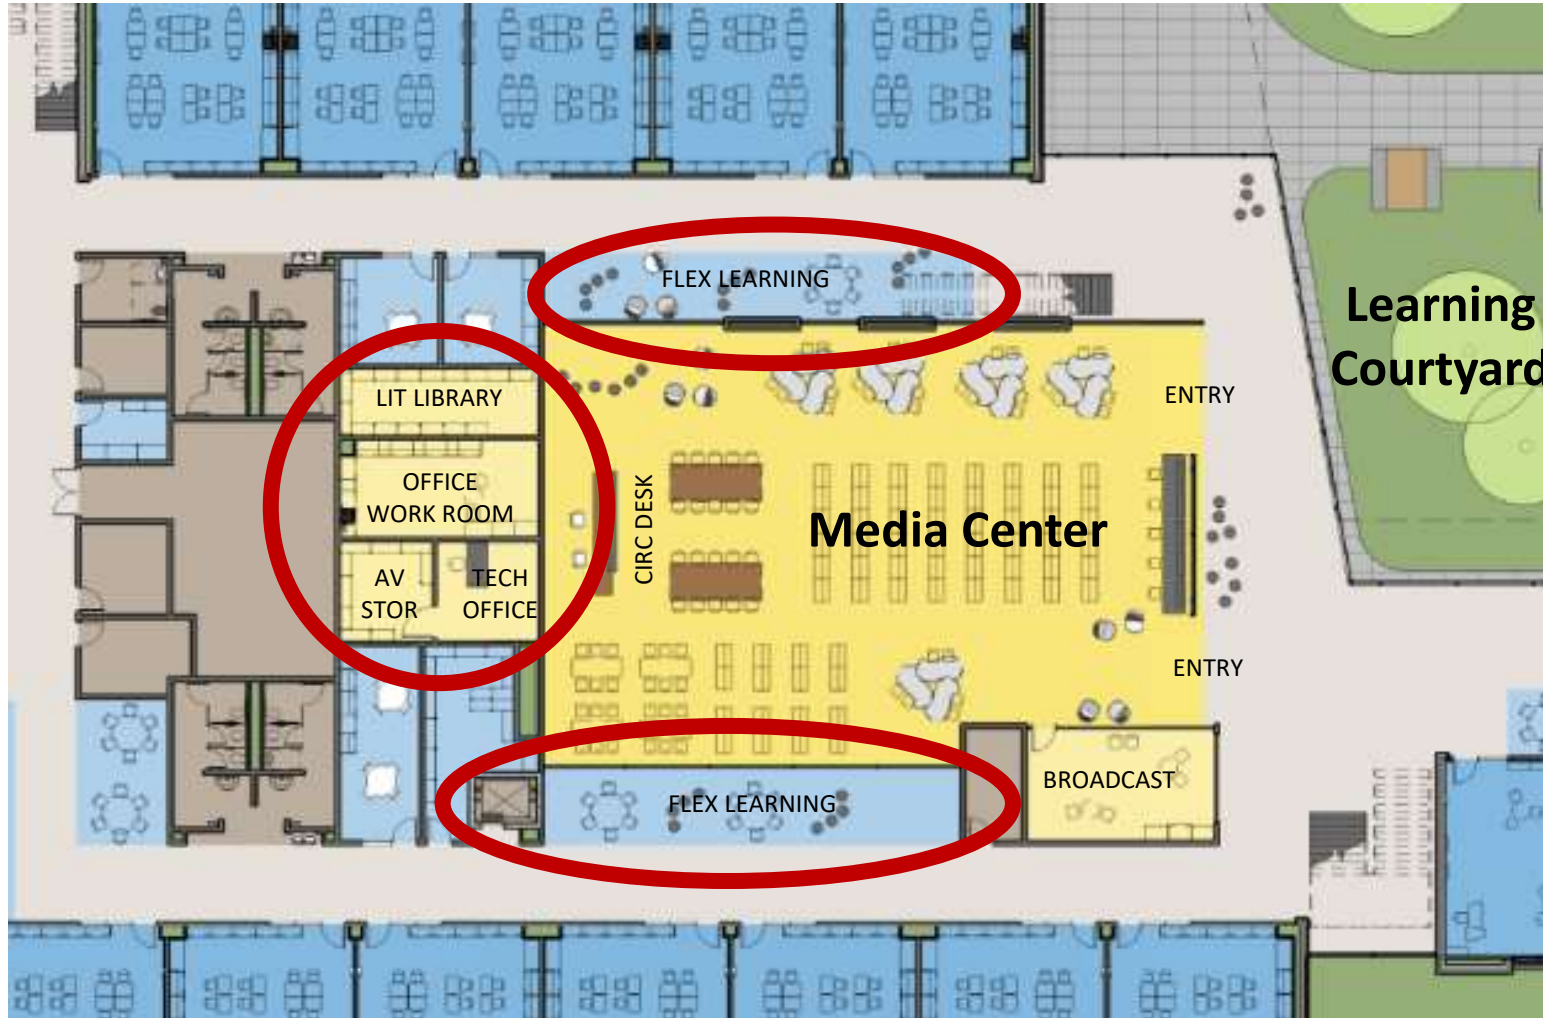 FLEX LEARNING
Learning
Courtyard
LIT LIBRARY
ENTRY
OFFICE
WORK ROOM
CIRC DESK
Media Center
AV
STOR
TECH
OFFICE
ENTRY
BROADCAST
FLEX LEARNING